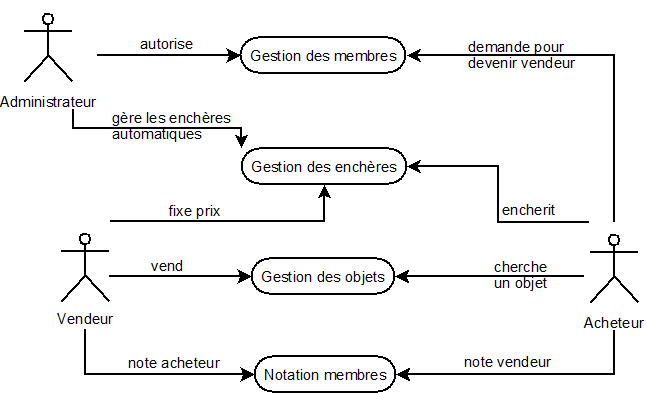 autorise
Gestion des membres
demande pour
devenir vendeur
Administrateur
gère les enchères
automatiques
Gestion des enchères
fixe prix
encherit
vend
Gestion des objets
cherche
un objet
Vendeur
Acheteur
note acheteur
Notation membres
note vendeur